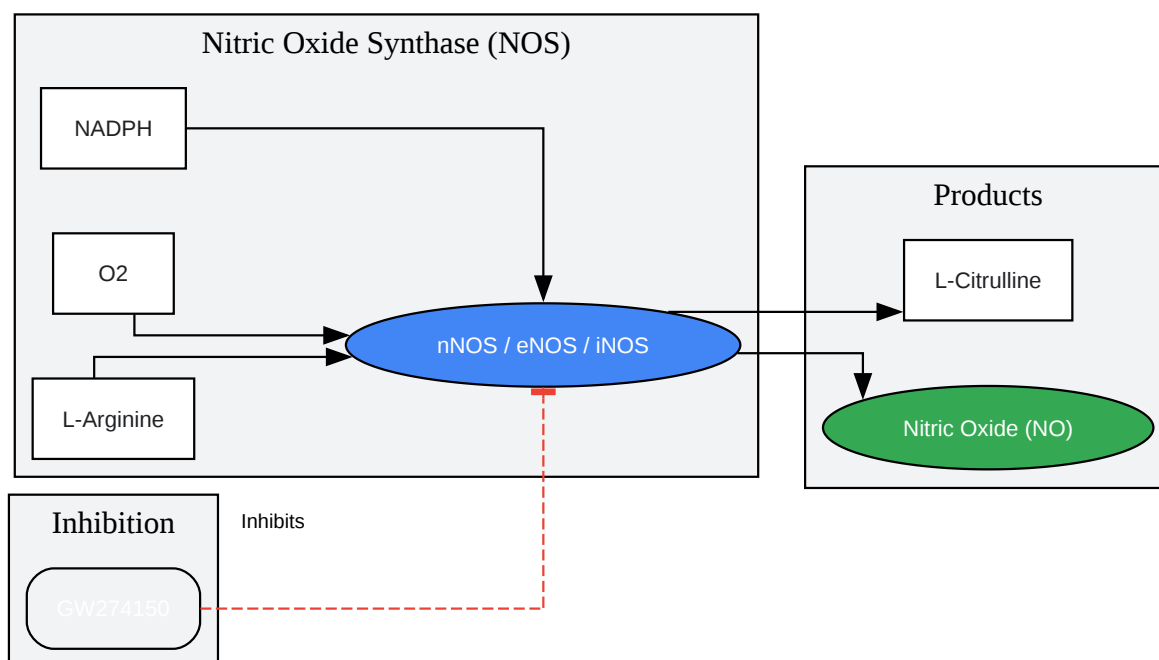 Nitric Oxide Synthase (NOS)
NADPH
O2
L-Arginine
nNOS / eNOS / iNOS
Products
L-Citrulline
Nitric Oxide (NO)
Inhibition
Inhibits
GW274150